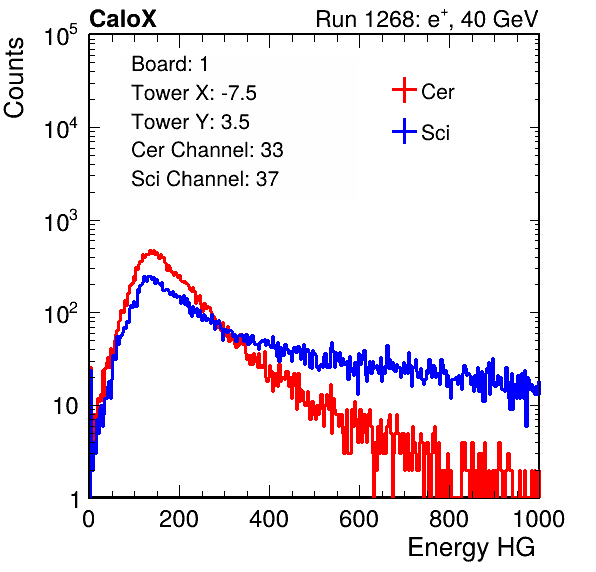 CaloX Run 1268: e⁺, 40 GeV
Board: 1
Tower X: -7.5
Tower Y: 3.5
Cer Channel: 33
Sci Channel: 37
Cer
Sci
Counts
10⁵
10⁴
10³
10²
10
1
0 200 400 600 800 1000
Energy HG